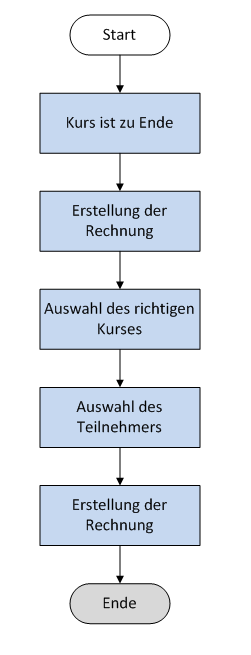 Start
Kurs ist zu Ende
Erstellung der
Rechnung
Auswahl des richtigen
Kurses
Auswahl des
Teilnehmers
Erstellung der
Rechnung
Ende